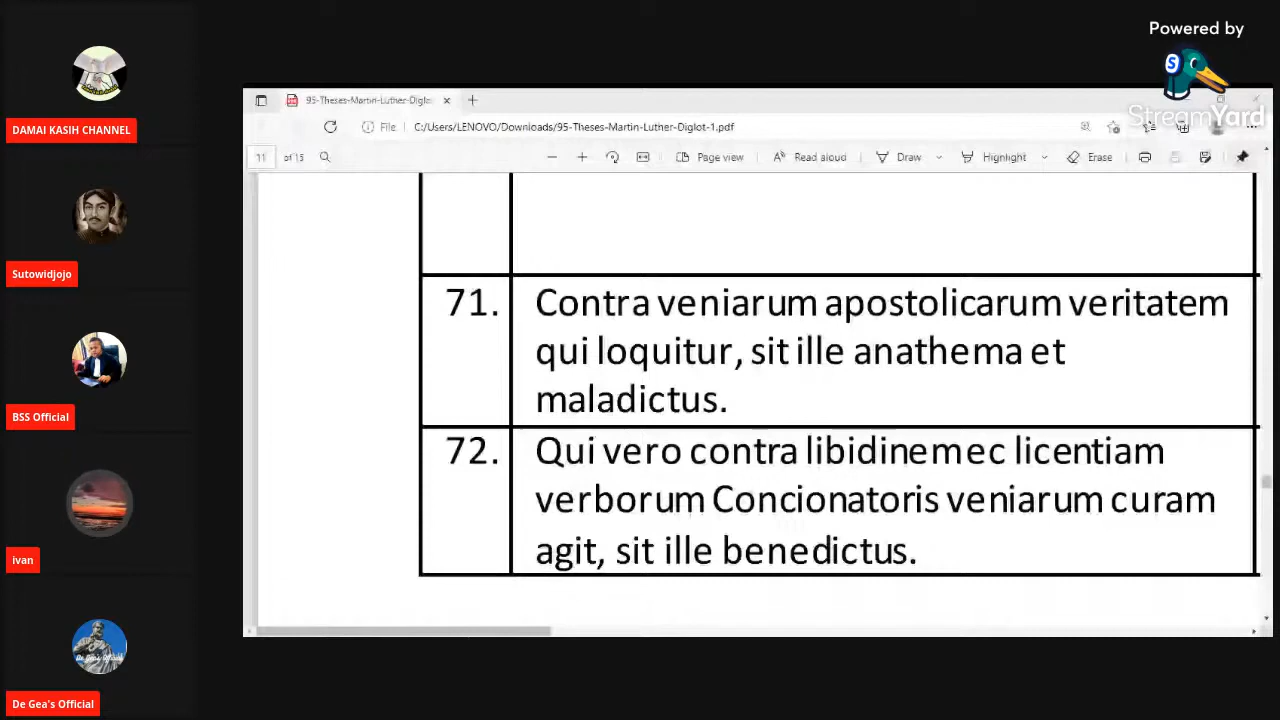 Powered by
StreamYard
DAMAI KASIH CHANNEL
Sutowidjojo
BSS Official
ivan
De Gea's Official
95-Theses-Martin-Luther-Diglo
File C:/Users/LENOVO/Downloads/95-Theses-Martin-Luther-Diglot-1.pdf
11 of 15 Page view Read aloud Draw Highlight Erase
71. Contra veniarum apostolicarum veritatem
qui loquitur, sit ille anathema et
maladictus.
72. Qui vero contra libidinem ec licentiam
verborum Concionatoris veniarum curam
agit, sit ille benedictus.